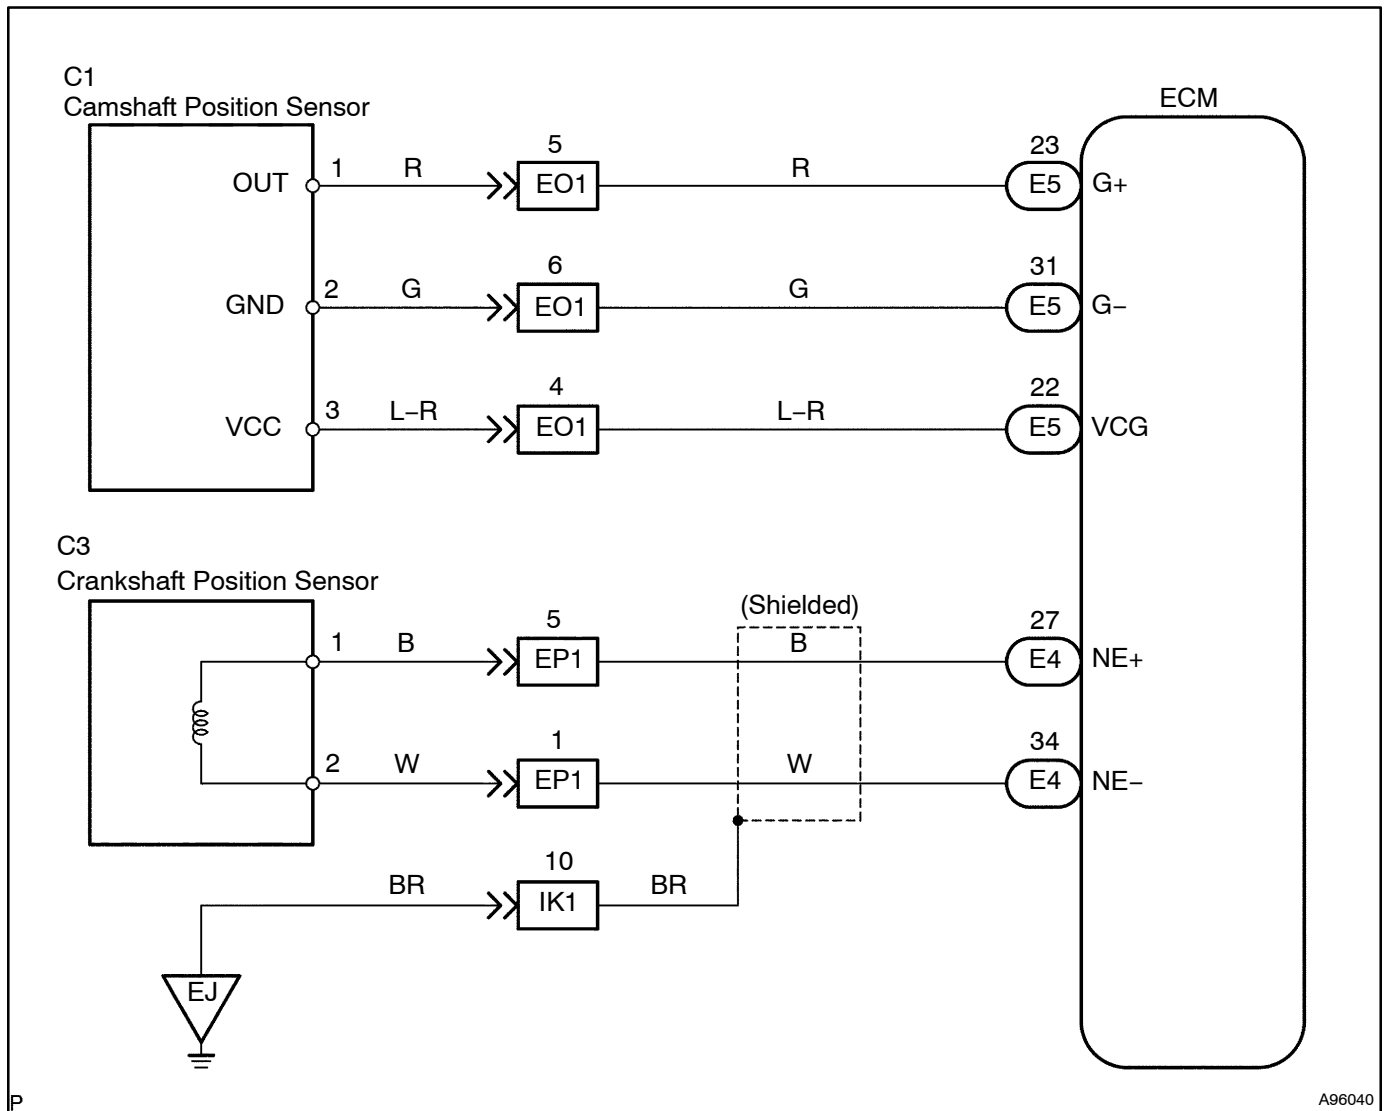 C1
Camshaft Position Sensor
ECM
OUT 1 R 5 EO1 R 23 E5 G+
GND 2 G 6 EO1 G 31 E5 G−
VCC 3 L−R 4 EO1 L−R 22 E5 VCG
C3
Crankshaft Position Sensor
(Shielded)
1 B 5 EP1 B 27 E4 NE+
2 W 1 EP1 W 34 E4 NE−
BR 10 IK1 BR
EJ
P
A96040